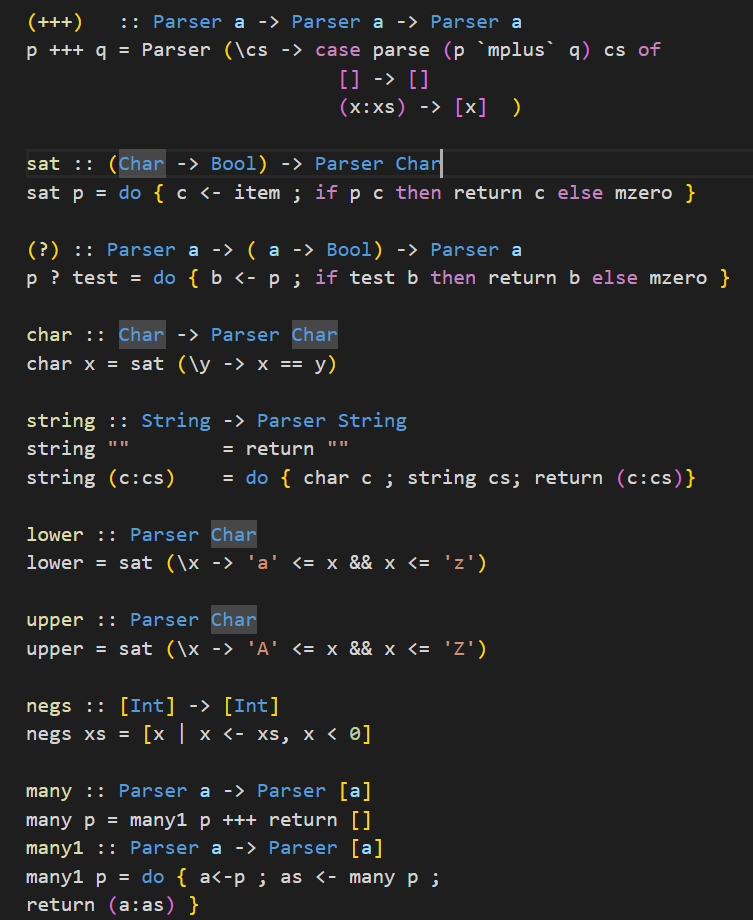 (+++)   :: Parser a -> Parser a -> Parser a
p +++ q = Parser (\cs -> case parse (p `mplus` q) cs of
                            [] -> []
                            (x:xs) -> [x]  )
sat :: (Char -> Bool) -> Parser Char
sat p = do { c <- item ; if p c then return c else mzero }
(?) :: Parser a -> ( a -> Bool) -> Parser a
p ? test = do { b <- p ; if test b then return b else mzero }
char :: Char -> Parser Char
char x = sat (\y -> x == y)
string :: String -> Parser String
string ""        = return ""
string (c:cs)    = do { char c ; string cs; return (c:cs)}
lower :: Parser Char
lower = sat (\x -> 'a' <= x && x <= 'z')
upper :: Parser Char
upper = sat (\x -> 'A' <= x && x <= 'Z')
negs :: [Int] -> [Int]
negs xs = [x | x <- xs, x < 0]
many :: Parser a -> Parser [a]
many p = many1 p +++ return []
many1 :: Parser a -> Parser [a]
many1 p = do { a<-p ; as <- many p ;
return (a:as) }